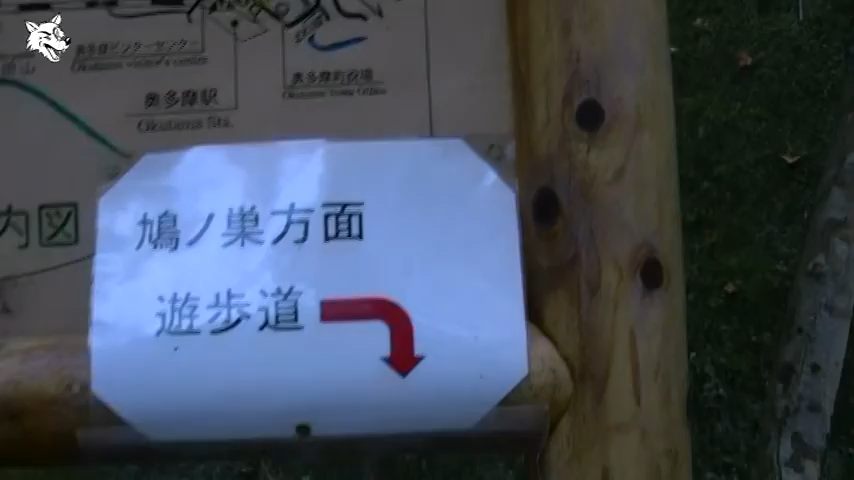 奥多摩ビジターセンター
Okutama visitor's center
奥多摩町役場
Okutama Town Office
奥多摩駅
Okutama Sta.
内図
鳩ノ巣方面
遊歩道